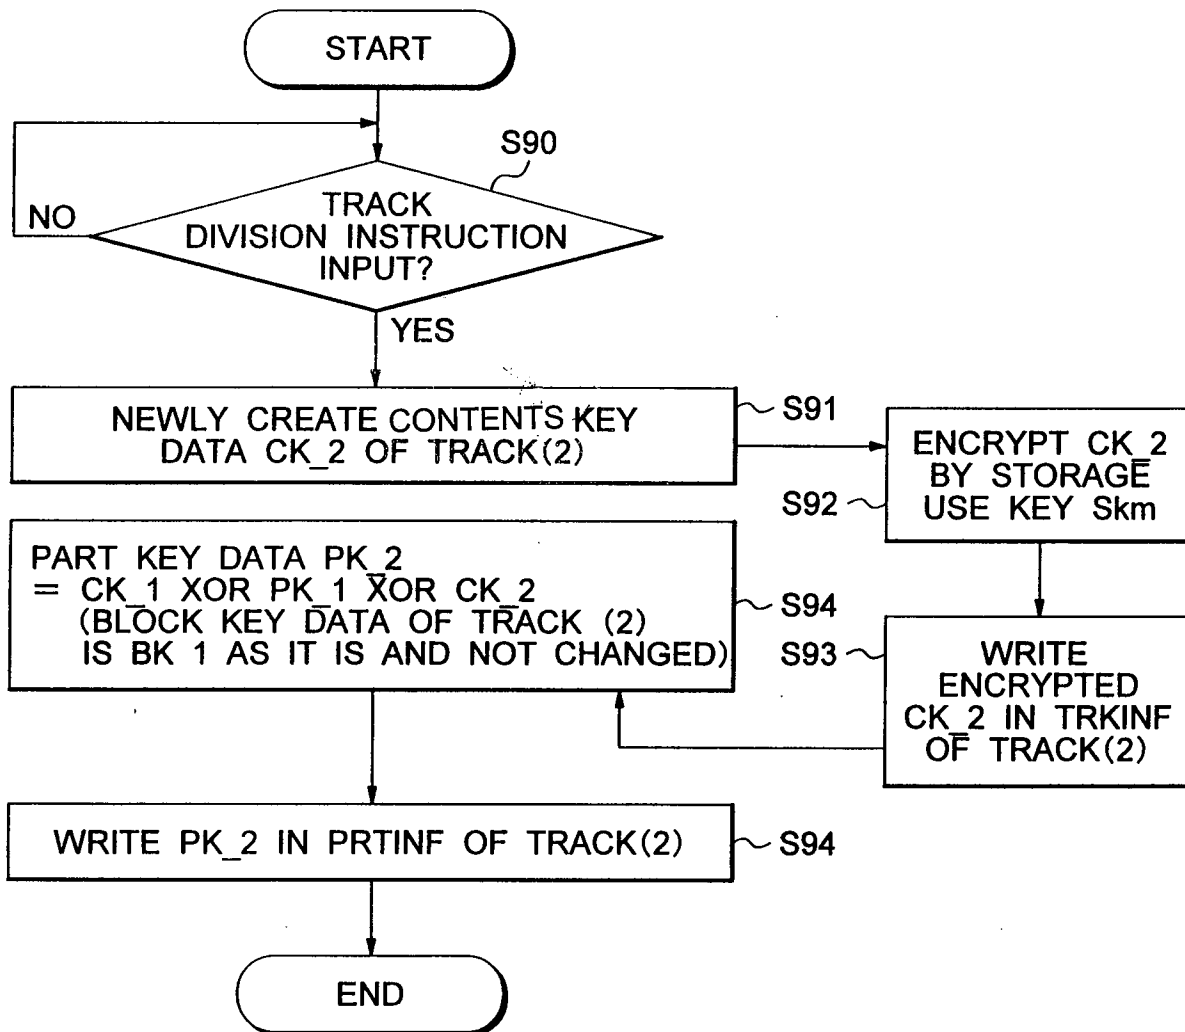 START
S90
NO
TRACK
DIVISION INSTRUCTION
INPUT?
YES
NEWLY CREATE CONTENTS KEY
DATA CK_2 OF TRACK(2)
S91
ENCRYPT CK_2
BY STORAGE
USE KEY Skm
S92
WRITE
ENCRYPTED
CK_2 IN TRKINF
OF TRACK(2)
S93
PART KEY DATA PK_2
= CK_1 XOR PK_1 XOR CK_2
(BLOCK KEY DATA OF TRACK (2)
IS BK 1 AS IT IS AND NOT CHANGED)
S94
WRITE PK_2 IN PRTINF OF TRACK(2)
S94
END